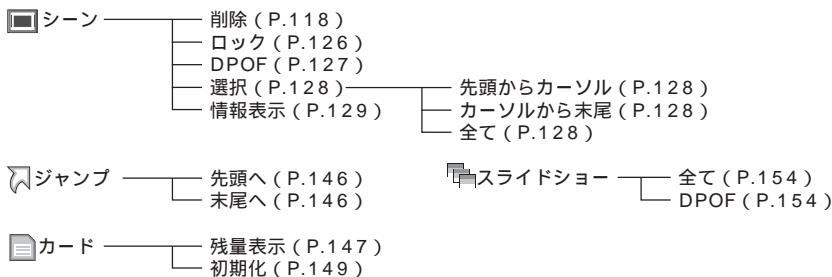 シーン 削除（P.118）
ロック（P.126）
DPOF（P.127）
選択（P.128） 先頭からカーソル（P.128）
情報表示（P.129） カーソルから末尾（P.128）
全て（P.128）
ジャンプ 先頭へ（P.146） スライドショー 全て（P.154）
末尾へ（P.146） DPOF（P.154）
カード 残量表示（P.147）
初期化（P.149）